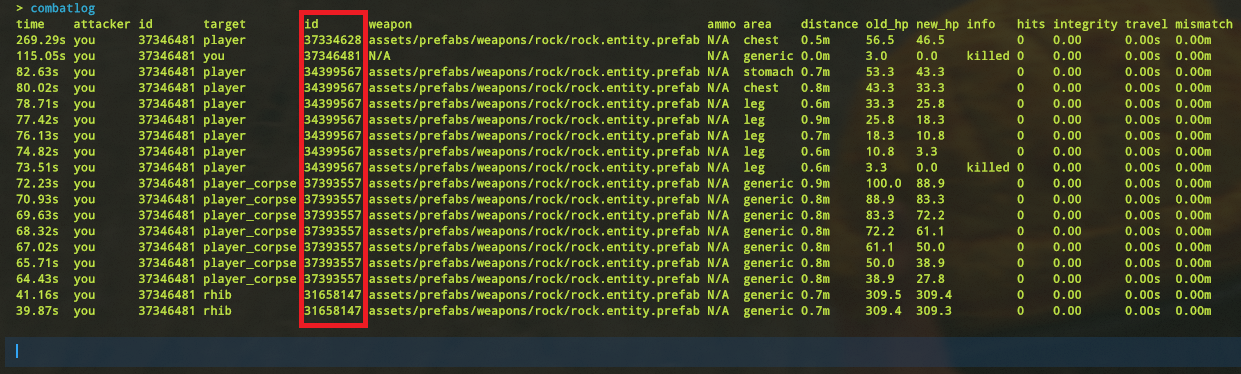 > combatlog
time attacker id target id weapon ammo area distance old_hp new_hp info hits integrity travel mismatch
269.29s you 37346481 player 37334628 assets/prefabs/weapons/rock/rock.entity.prefab N/A chest 0.5m 56.5 46.5 0 0.00 0.00s 0.00m
115.05s you 37346481 you 37346481 N/A N/A generic 0.0m 3.0 0.0 killed 0 0.00 0.00s 0.00m
82.63s you 37346481 player 34399567 assets/prefabs/weapons/rock/rock.entity.prefab N/A stomach 0.7m 53.3 43.3 0 0.00 0.00s 0.00m
80.02s you 37346481 player 34399567 assets/prefabs/weapons/rock/rock.entity.prefab N/A chest 0.8m 43.3 33.3 0 0.00 0.00s 0.00m
78.71s you 37346481 player 34399567 assets/prefabs/weapons/rock/rock.entity.prefab N/A leg 0.6m 33.3 25.8 0 0.00 0.00s 0.00m
77.42s you 37346481 player 34399567 assets/prefabs/weapons/rock/rock.entity.prefab N/A leg 0.9m 25.8 18.3 0 0.00 0.00s 0.00m
76.13s you 37346481 player 34399567 assets/prefabs/weapons/rock/rock.entity.prefab N/A leg 0.7m 18.3 10.8 0 0.00 0.00s 0.00m
74.82s you 37346481 player 34399567 assets/prefabs/weapons/rock/rock.entity.prefab N/A leg 0.6m 10.8 3.3 0 0.00 0.00s 0.00m
73.51s you 37346481 player 34399567 assets/prefabs/weapons/rock/rock.entity.prefab N/A leg 0.6m 3.3 0.0 killed 0 0.00 0.00s 0.00m
72.23s you 37346481 player_corpse 37393557 assets/prefabs/weapons/rock/rock.entity.prefab N/A generic 0.9m 100.0 88.9 0 0.00 0.00s 0.00m
70.93s you 37346481 player_corpse 37393557 assets/prefabs/weapons/rock/rock.entity.prefab N/A generic 0.8m 88.9 83.3 0 0.00 0.00s 0.00m
69.63s you 37346481 player_corpse 37393557 assets/prefabs/weapons/rock/rock.entity.prefab N/A generic 0.8m 83.3 72.2 0 0.00 0.00s 0.00m
68.32s you 37346481 player_corpse 37393557 assets/prefabs/weapons/rock/rock.entity.prefab N/A generic 0.8m 72.2 61.1 0 0.00 0.00s 0.00m
67.02s you 37346481 player_corpse 37393557 assets/prefabs/weapons/rock/rock.entity.prefab N/A generic 0.8m 61.1 50.0 0 0.00 0.00s 0.00m
65.71s you 37346481 player_corpse 37393557 assets/prefabs/weapons/rock/rock.entity.prefab N/A generic 0.8m 50.0 38.9 0 0.00 0.00s 0.00m
64.43s you 37346481 player_corpse 37393557 assets/prefabs/weapons/rock/rock.entity.prefab N/A generic 0.8m 38.9 27.8 0 0.00 0.00s 0.00m
41.16s you 37346481 rhib 31658147 assets/prefabs/weapons/rock/rock.entity.prefab N/A generic 0.7m 309.5 309.4 0 0.00 0.00s 0.00m
39.87s you 37346481 rhib 31658147 assets/prefabs/weapons/rock/rock.entity.prefab N/A generic 0.7m 309.4 309.3 0 0.00 0.00s 0.00m